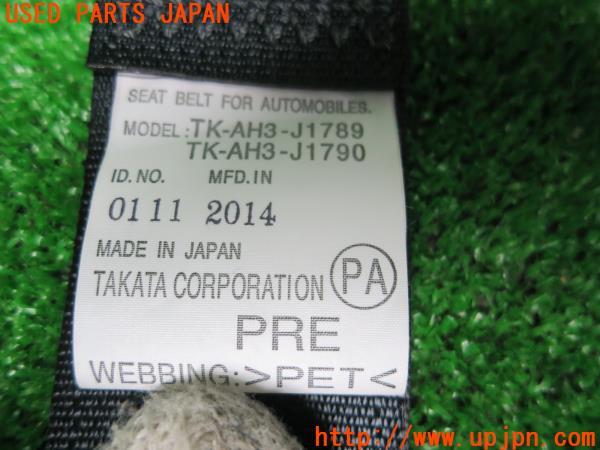 USED PARTS JAPAN
SEAT BELT FOR AUTOMOBILES.
MODEL:TK-AH3-J1789
TK-AH3-J1790
ID.NO. MFD.IN
0111 2014
MADE IN JAPAN
TAKATA CORPORATION PA
PRE
WEBBING:>PET<
http://www.upjpn.com